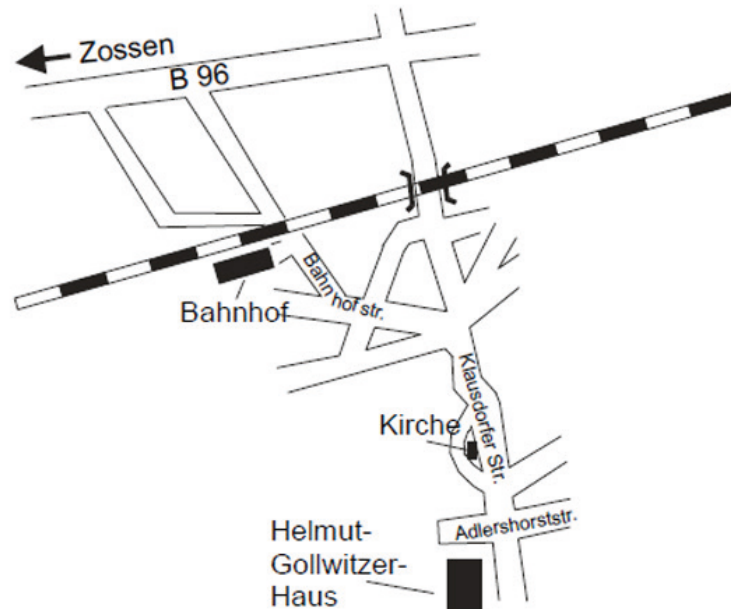 Zossen
B 96
Bahnhofstr.
Bahnhof
Klausdorfer Str.
Kirche
Adlershorststr.
Helmut-
Gollwitzer-
Haus